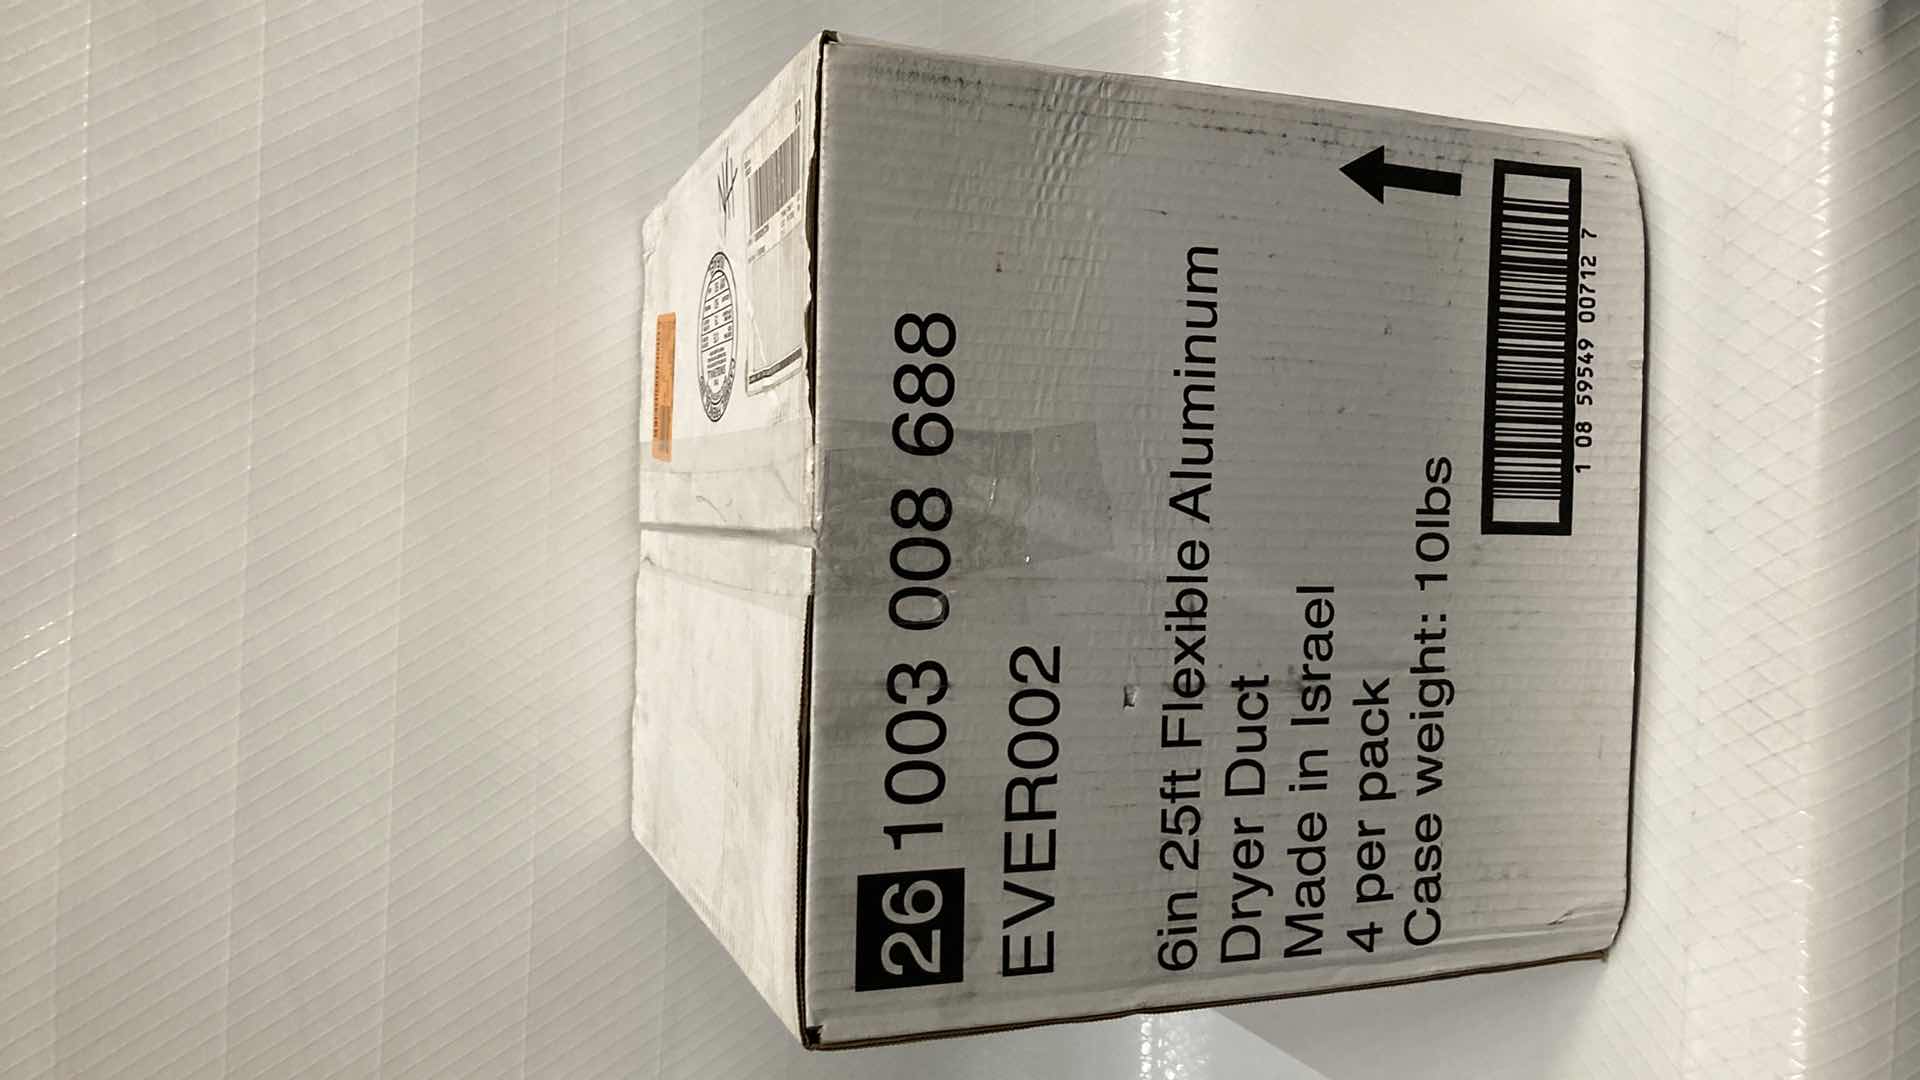 26 1003 008 688
EVER002
6in 25ft Flexible Aluminum
Dryer Duct
Made in Israel
4 per pack
Case weight: 10lbs
1 08 59549 00712 7